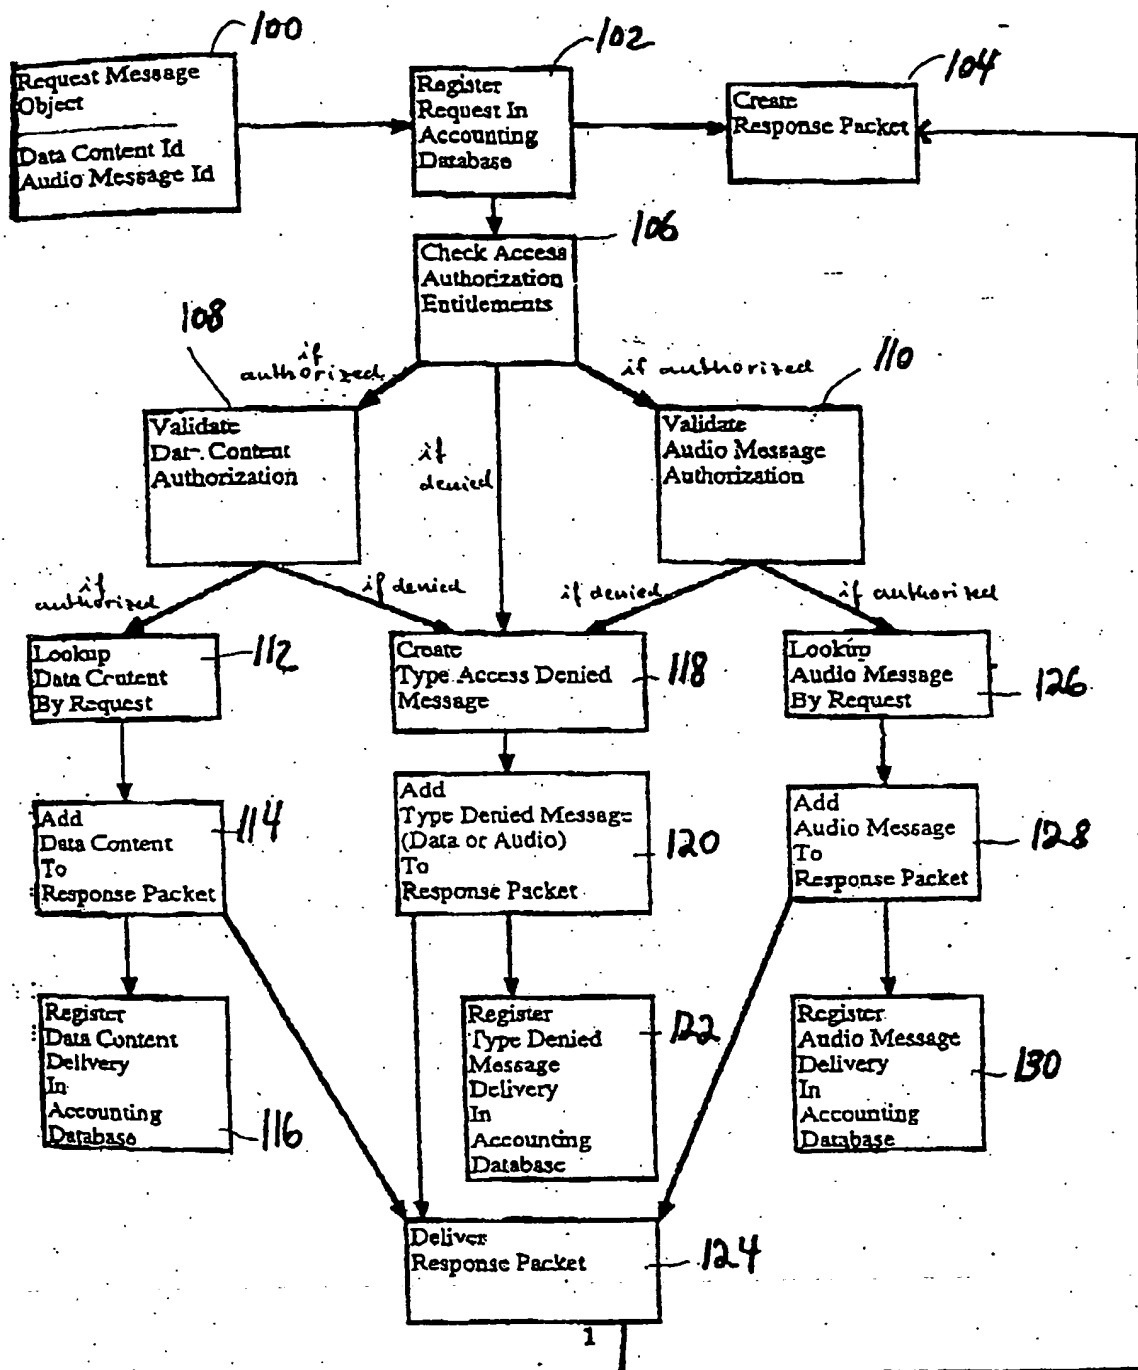 100
Request Message
Object
Data Content Id
Audio Message Id
102
Register
Request In
Accounting
Database
104
Create
Response Packet
106
Check Access
Authorization
Entitlements
if
authorized
if
denied
if authorized
108
Validate
Content
Authorization
110
Validate
Audio Message
Authorization
if
authorized
if denied
if denied
if authorized
Lookup
Data Content
By Request
112
Create
Type Access Denied
Message
118
Lookup
Audio Message
By Request
126
Add
Data Content
To
Response Packet
114
Add
Type Denied Message
(Data or Audio)
To
Response Packet
120
Add
Audio Message
To
Response Packet
128
Register
Data Content
Delivery
In
Accounting
Database
116
Register
Type Denied
Message
Delivery
In
Accounting
Database
122
Register
Audio Message
Delivery
In
Accounting
Database
130
Deliver
Response Packet
124
1